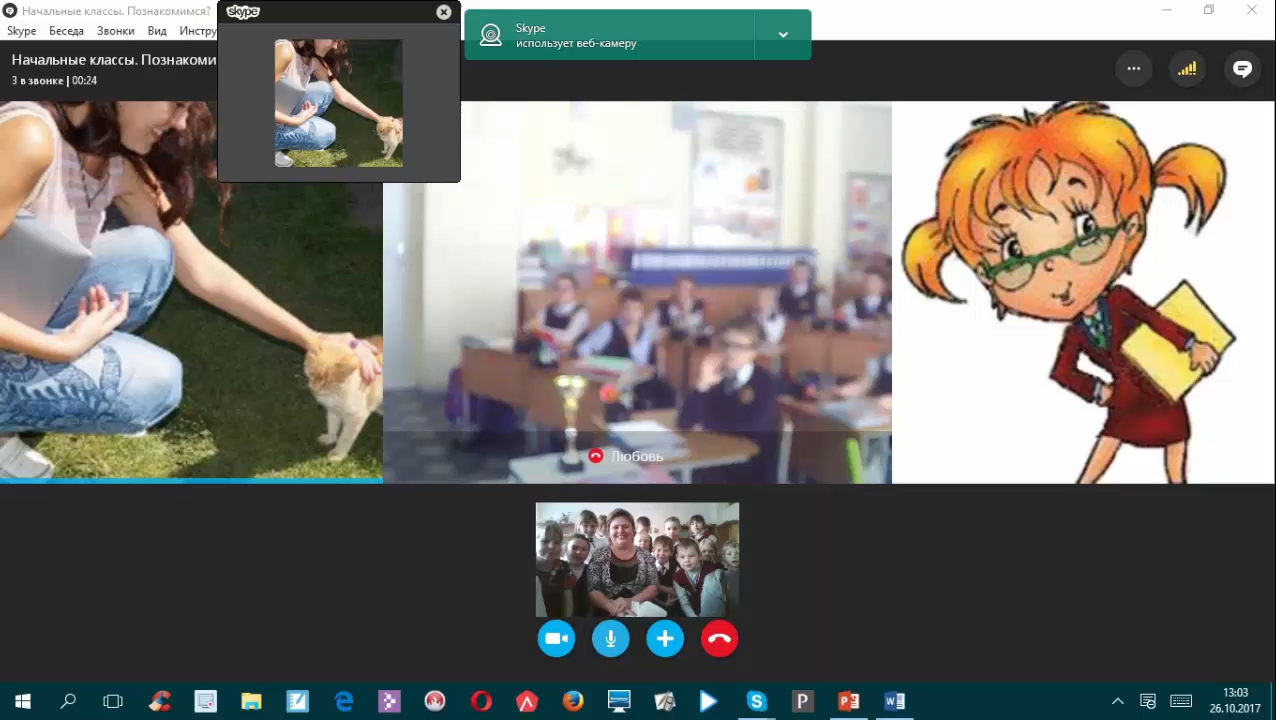 Начальные классы. Познакомимся?
skype
Skype
использует веб-камеру
Skype Беседа Звонки Вид Инстру
Начальные классы. Познакоми
3 в звонке | 00:24
Любовь
13:03
26.10.2017